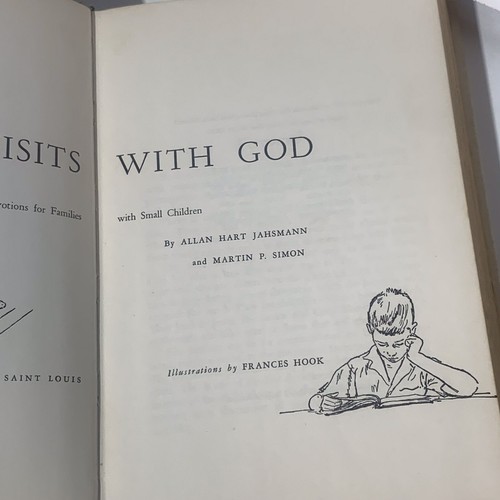 ISITS WITH GOD
otions for Families with Small Children
By ALLAN HART JAHSMANN
and MARTIN P. SIMON
Illustrations by FRANCES HOOK
SAINT LOUIS